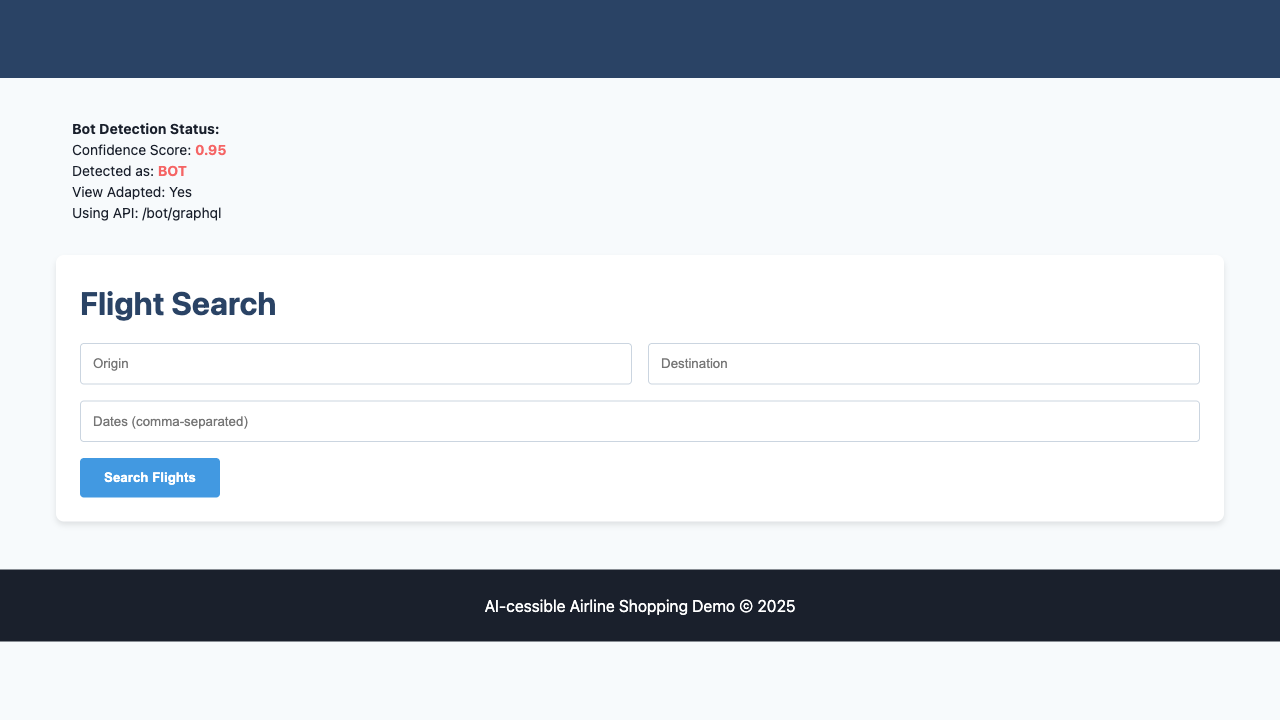 Bot Detection Status:
Confidence Score: 0.95
Detected as: BOT
View Adapted: Yes
Using API: /bot/graphql
Flight Search
Origin
Destination
Dates (comma-separated)
Search Flights
AI-cessible Airline Shopping Demo © 2025